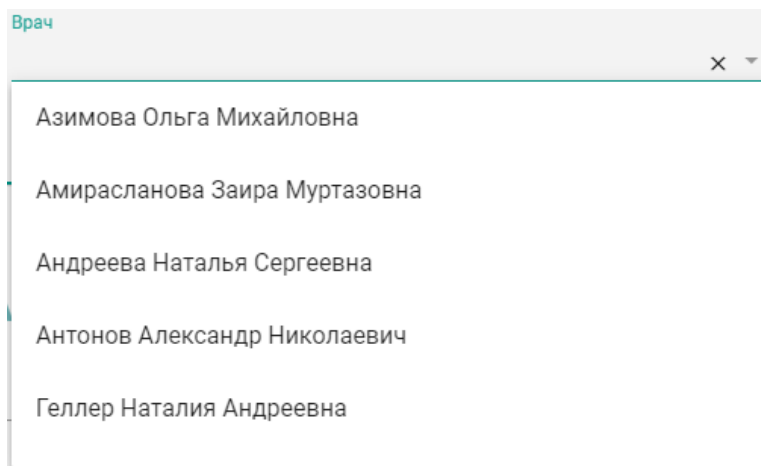 Врач
Азимова Ольга Михайловна
Амирасланова Заира Муртазовна
Андреева Наталья Сергеевна
Антонов Александр Николаевич
Геллер Наталия Андреевна